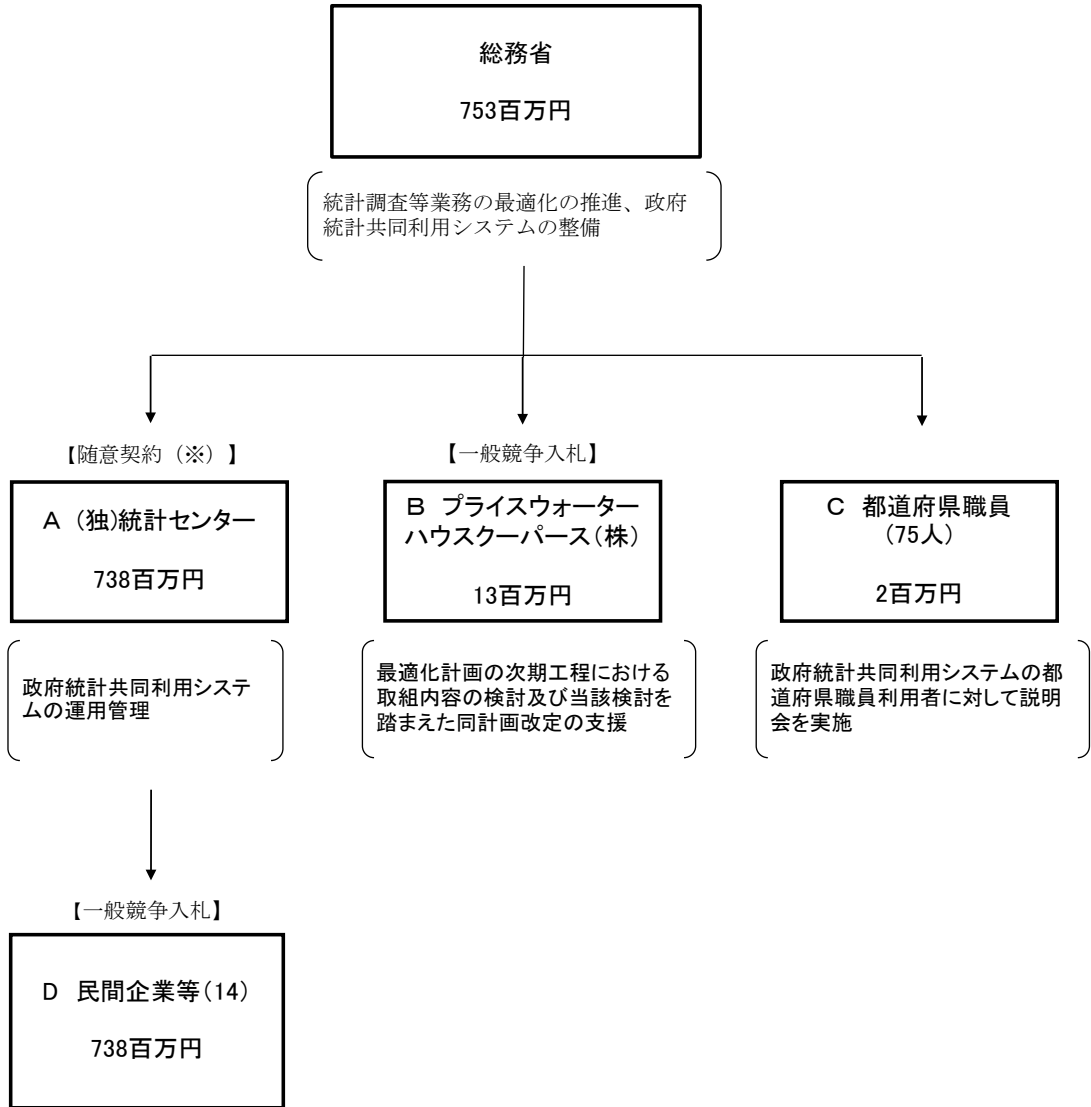 総務省
753百万円
統計調査等業務の最適化の推進、政府
統計共同利用システムの整備
【随意契約（※）】
A （独）統計センター
738百万円
政府統計共同利用システ
ムの運用管理
【一般競争入札】
B プライスウォーター
ハウスクーパース（株）
13百万円
最適化計画の次期工程における
取組内容の検討及び当該検討を
踏まえた同計画改定の支援
C 都道府県職員
（75人）
2百万円
政府統計共同利用システムの都
道府県職員利用者に対して説明
会を実施
【一般競争入札】
D 民間企業等（14）
738百万円